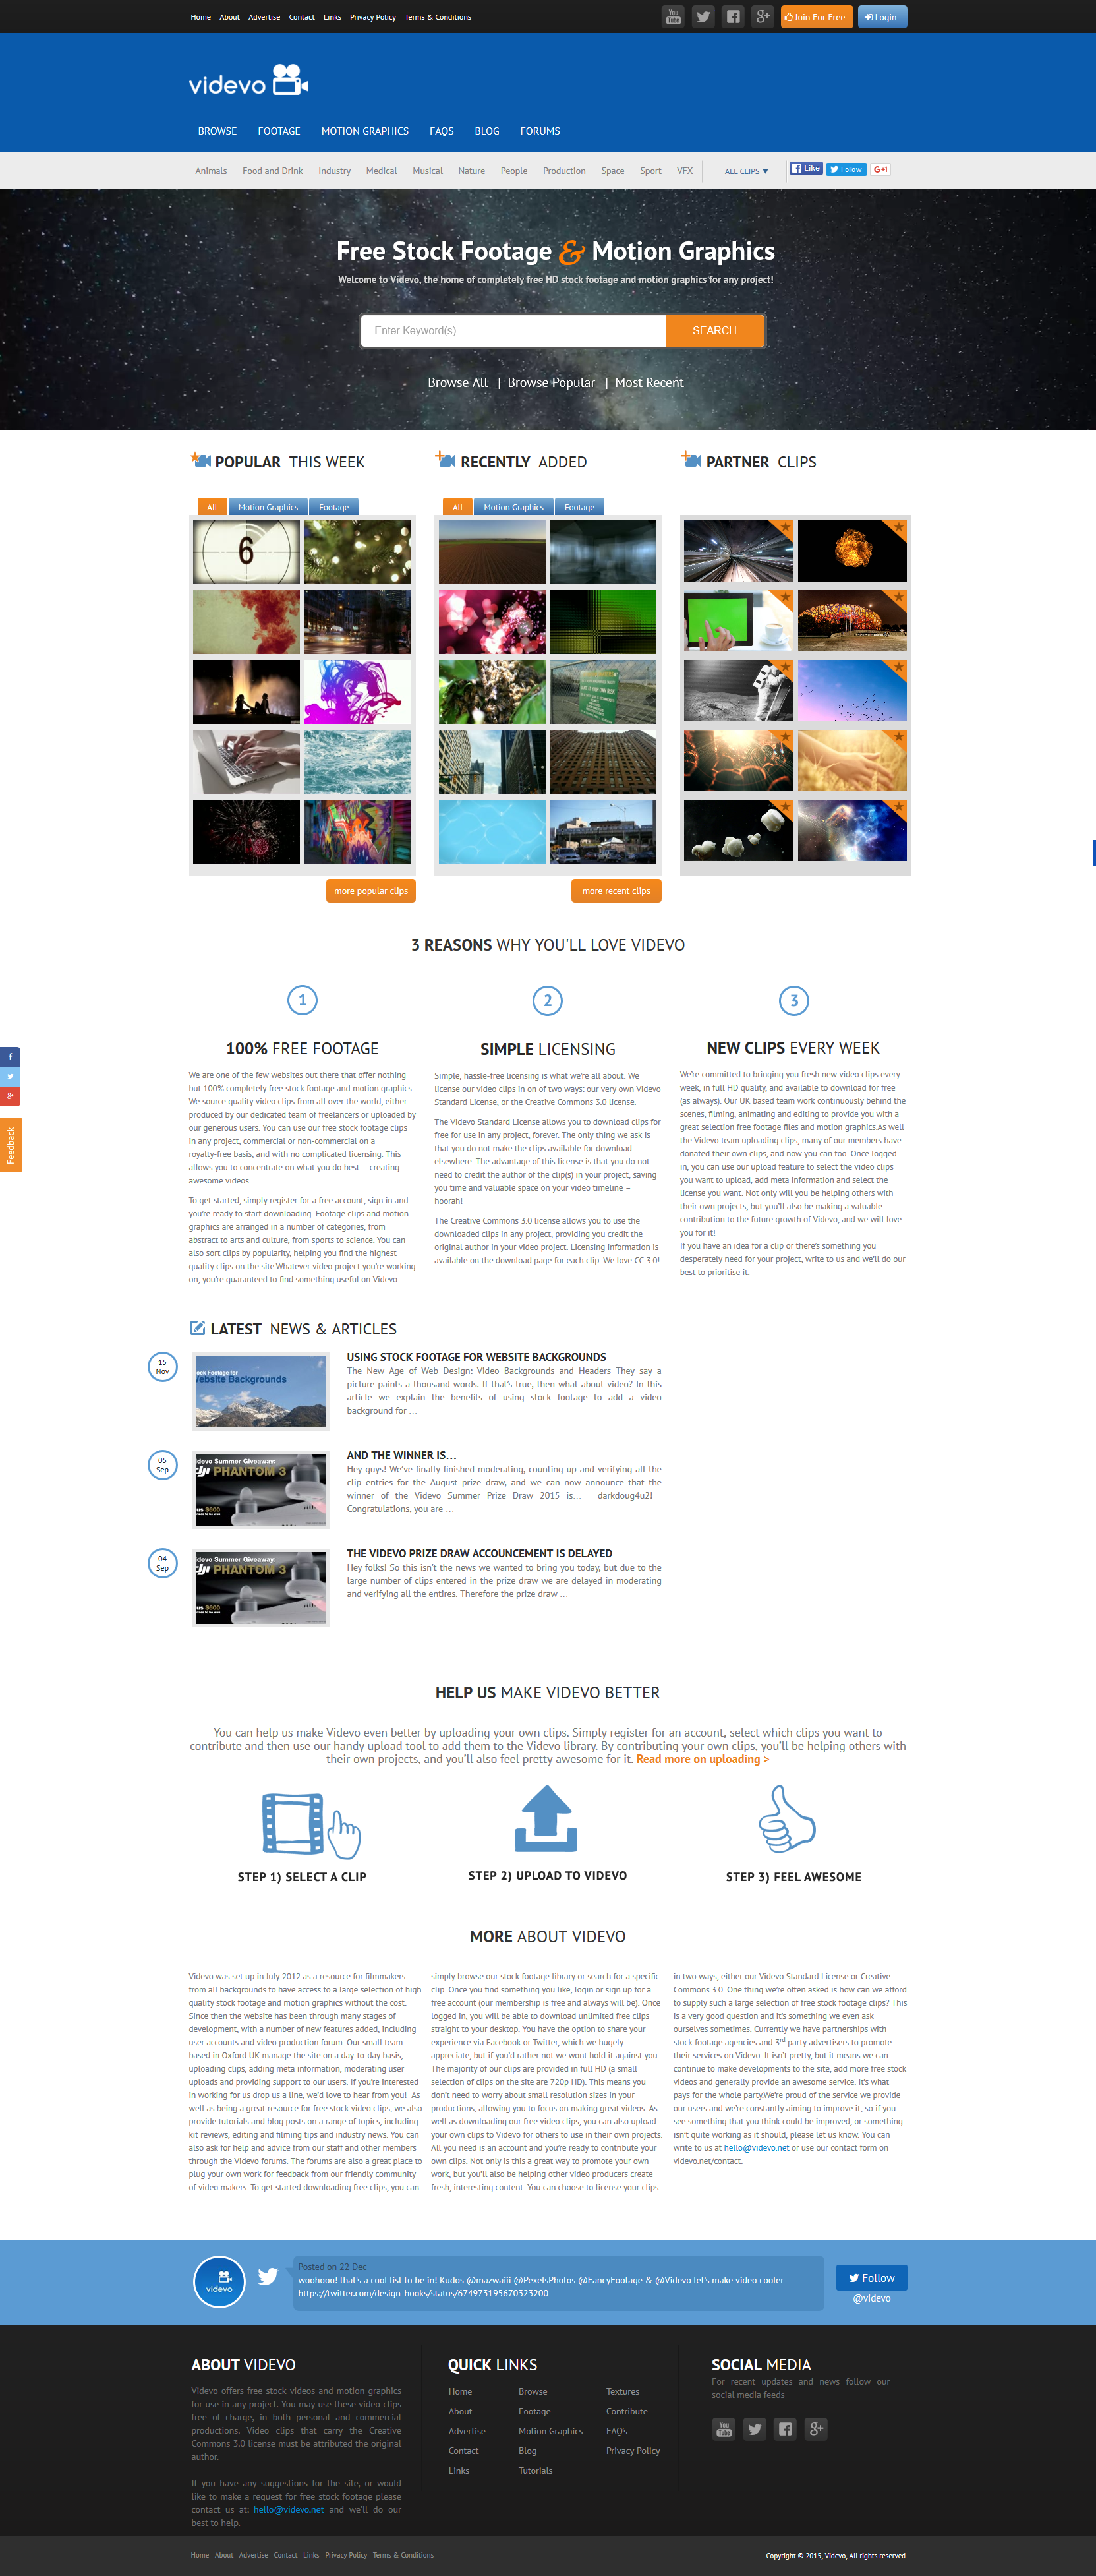 Home About Advertise Contact Links Privacy Policy Terms & Conditions
You Tube
Join For Free
Login
videvo
BROWSE FOOTAGE MOTION GRAPHICS FAQS BLOG FORUMS
Animals Food and Drink Industry Medical Musical Nature People Production Space Sport VFX ALL CLIPS
Like
Follow
G+1
Free Stock Footage & Motion Graphics
Welcome to Videvo, the home of completely free HD stock footage and motion graphics for any project!
Enter Keyword(s)
SEARCH
Browse All | Browse Popular | Most Recent
POPULAR THIS WEEK
All Motion Graphics Footage
6
more popular clips
RECENTLY ADDED
All Motion Graphics Footage
more recent clips
PARTNER CLIPS
3 REASONS WHY YOU'LL LOVE VIDEVO
1
100% FREE FOOTAGE
We are one of the few websites out there that offer nothing
but 100% completely free stock footage and motion graphics.
We source quality video clips from all over the world, either
produced by our dedicated team of freelancers or uploaded by
our generous users. You can use our free stock footage clips
in any project, commercial or non-commercial on a
royalty-free basis, and with no complicated licensing. This
allows you to concentrate on what you do best – creating
awesome videos.
To get started, simply register for a free account, sign in and
you're ready to start downloading. Footage clips and motion
graphics are arranged in a number of categories, from
abstract to arts and culture, from sports to science. You can
also sort clips by popularity, helping you find the highest
quality clips on the site.Whatever video project you're working
on, you're guaranteed to find something useful on Videvo.
2
SIMPLE LICENSING
Simple, hassle-free licensing is what we're all about. We
license our video clips in on of two ways: our very own Videvo
Standard License, or the Creative Commons 3.0 license.
The Videvo Standard License allows you to download clips for
free for use in any project, forever. The only thing we ask is
that you do not make the clips available for download
elsewhere. The advantage of this license is that you do not
need to credit the author of the clip(s) in your project, saving
you time and valuable space on your video timeline –
hoorah!
The Creative Commons 3.0 license allows you to use the
downloaded clips in any project, providing you credit the
original author in your video project. Licensing information is
available on the download page for each clip. We love CC 3.0!
3
NEW CLIPS EVERY WEEK
We're committed to bringing you fresh new video clips every
week, in full HD quality, and available to download for free
(as always). Our UK based team work continuously behind the
scenes, filming, animating and editing to provide you with a
great selection free footage files and motion graphics.As well
the Videvo team uploading clips, many of our members have
donated their own clips, and now you can too. Once logged
in, you can use our upload feature to select the video clips
you want to upload, add meta information and select the
license you want. Not only will you be helping others with
their own projects, but you'll also be making a valuable
contribution to the future growth of Videvo, and we will love
you for it!
If you have an idea for a clip or there's something you
desperately need for your project, write to us and we'll do our
best to prioritise it.
Feedback
LATEST NEWS & ARTICLES
15
Nov
ock Footage for
Website Backgrounds
USING STOCK FOOTAGE FOR WEBSITE BACKGROUNDS
The New Age of Web Design: Video Backgrounds and Headers They say a
picture paints a thousand words. If that's true, then what about video? In this
article we explain the benefits of using stock footage to add a video
background for …
05
Sep
idevo Summer Giveaway:
dji PHANTOM 3
lus $600
AND THE WINNER IS…
Hey guys! We've finally finished moderating, counting up and verifying all the
clip entries for the August prize draw, and we can now announce that the
winner of the Videvo Summer Prize Draw 2015 is… darkdoug4u2!
Congratulations, you are …
04
Sep
idevo Summer Giveaway:
dji PHANTOM 3
lus $600
THE VIDEVO PRIZE DRAW ACCOUNCEMENT IS DELAYED
Hey folks! So this isn't the news we wanted to bring you today, but due to the
large number of clips entered in the prize draw we are delayed in moderating
and verifying all the entires. Therefore the prize draw …
HELP US MAKE VIDEVO BETTER
You can help us make Videvo even better by uploading your own clips. Simply register for an account, select which clips you want to
contribute and then use our handy upload tool to add them to the Videvo library. By contributing your own clips, you'll be helping others with
their own projects, and you'll also feel pretty awesome for it. Read more on uploading >
STEP 1) SELECT A CLIP
STEP 2) UPLOAD TO VIDEVO
STEP 3) FEEL AWESOME
MORE ABOUT VIDEVO
Videvo was set up in July 2012 as a resource for filmmakers
from all backgrounds to have access to a large selection of high
quality stock footage and motion graphics without the cost.
Since then the website has been through many stages of
development, with a number of new features added, including
user accounts and video production forum. Our small team
based in Oxford UK manage the site on a day-to-day basis,
uploading clips, adding meta information, moderating user
uploads and providing support to our users. If you're interested
in working for us drop us a line, we'd love to hear from you! As
well as being a great resource for free stock video clips, we also
provide tutorials and blog posts on a range of topics, including
kit reviews, editing and filming tips and industry news. You can
also ask for help and advice from our staff and other members
through the Videvo forums. The forums are also a great place to
plug your own work for feedback from our friendly community
of video makers. To get started downloading free clips, you can
simply browse our stock footage library or search for a specific
clip. Once you find something you like, login or sign up for a
free account (our membership is free and always will be). Once
logged in, you will be able to download unlimited free clips
straight to your desktop. You have the option to share your
experience via Facebook or Twitter, which we hugely
appreciate, but if you'd rather not we wont hold it against you.
The majority of our clips are provided in full HD (a small
selection of clips on the site are 720p HD). This means you
don't need to worry about small resolution sizes in your
productions, allowing you to focus on making great videos. As
well as downloading our free video clips, you can also upload
your own clips to Videvo for others to use in their own projects.
All you need is an account and you're ready to contribute your
own clips. Not only is this a great way to promote your own
work, but you'll also be helping other video producers create
fresh, interesting content. You can choose to license your clips
in two ways, either our Videvo Standard License or Creative
Commons 3.0. One thing we're often asked is how can we afford
to supply such a large selection of free stock footage clips? This
is a very good question and it's something we even ask
ourselves sometimes. Currently we have partnerships with
stock footage agencies and 3rd party advertisers to promote
their services on Videvo. It isn't pretty, but it means we can
continue to make developments to the site, add more free stock
videos and generally provide an awesome service. It's what
pays for the whole party.We're proud of the service we provide
our users and we're constantly aiming to improve it, so if you
see something that you think could be improved, or something
isn't quite working as it should, please let us know. You can
write to us at hello@videvo.net or use our contact form on
videvo.net/contact.
videvo
Posted on 22 Dec
woohooo! that's a cool list to be in! Kudos @mazwaiii @PexelsPhotos @FancyFootage & @Videvo let's make video cooler
https://twitter.com/design_hooks/status/674973195670323200 …
Follow
@videvo
ABOUT VIDEVO
Videvo offers free stock videos and motion graphics
for use in any project. You may use these video clips
free of charge, in both personal and commercial
productions. Video clips that carry the Creative
Commons 3.0 license must be attributed the original
author.
If you have any suggestions for the site, or would
like to make a request for free stock footage please
contact us at: hello@videvo.net and we'll do our
best to help.
QUICK LINKS
Home Browse Textures
About Footage Contribute
Advertise Motion Graphics FAQ's
Contact Blog Privacy Policy
Links Tutorials
SOCIAL MEDIA
For recent updates and news follow our
social media feeds
You Tube
Home About Advertise Contact Links Privacy Policy Terms & Conditions
Copyright © 2015, Videvo, All rights reserved.